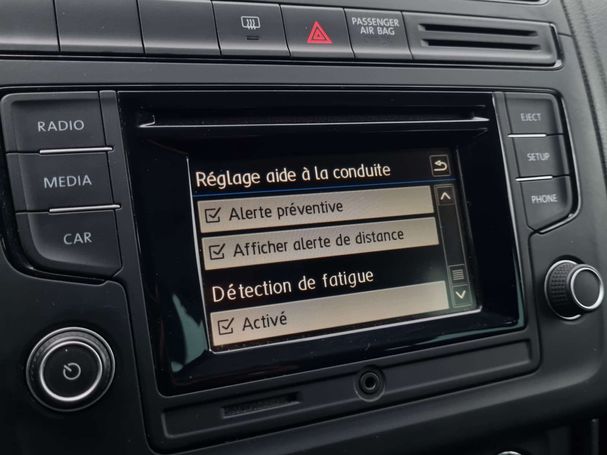 PASSENGER
AIR BAG
RADIO
MEDIA
CAR
EJECT
SETUP
PHONE
Réglage aide à la conduite
Alerte préventive
Afficher alerte de distance
Détection de fatigue
Activé